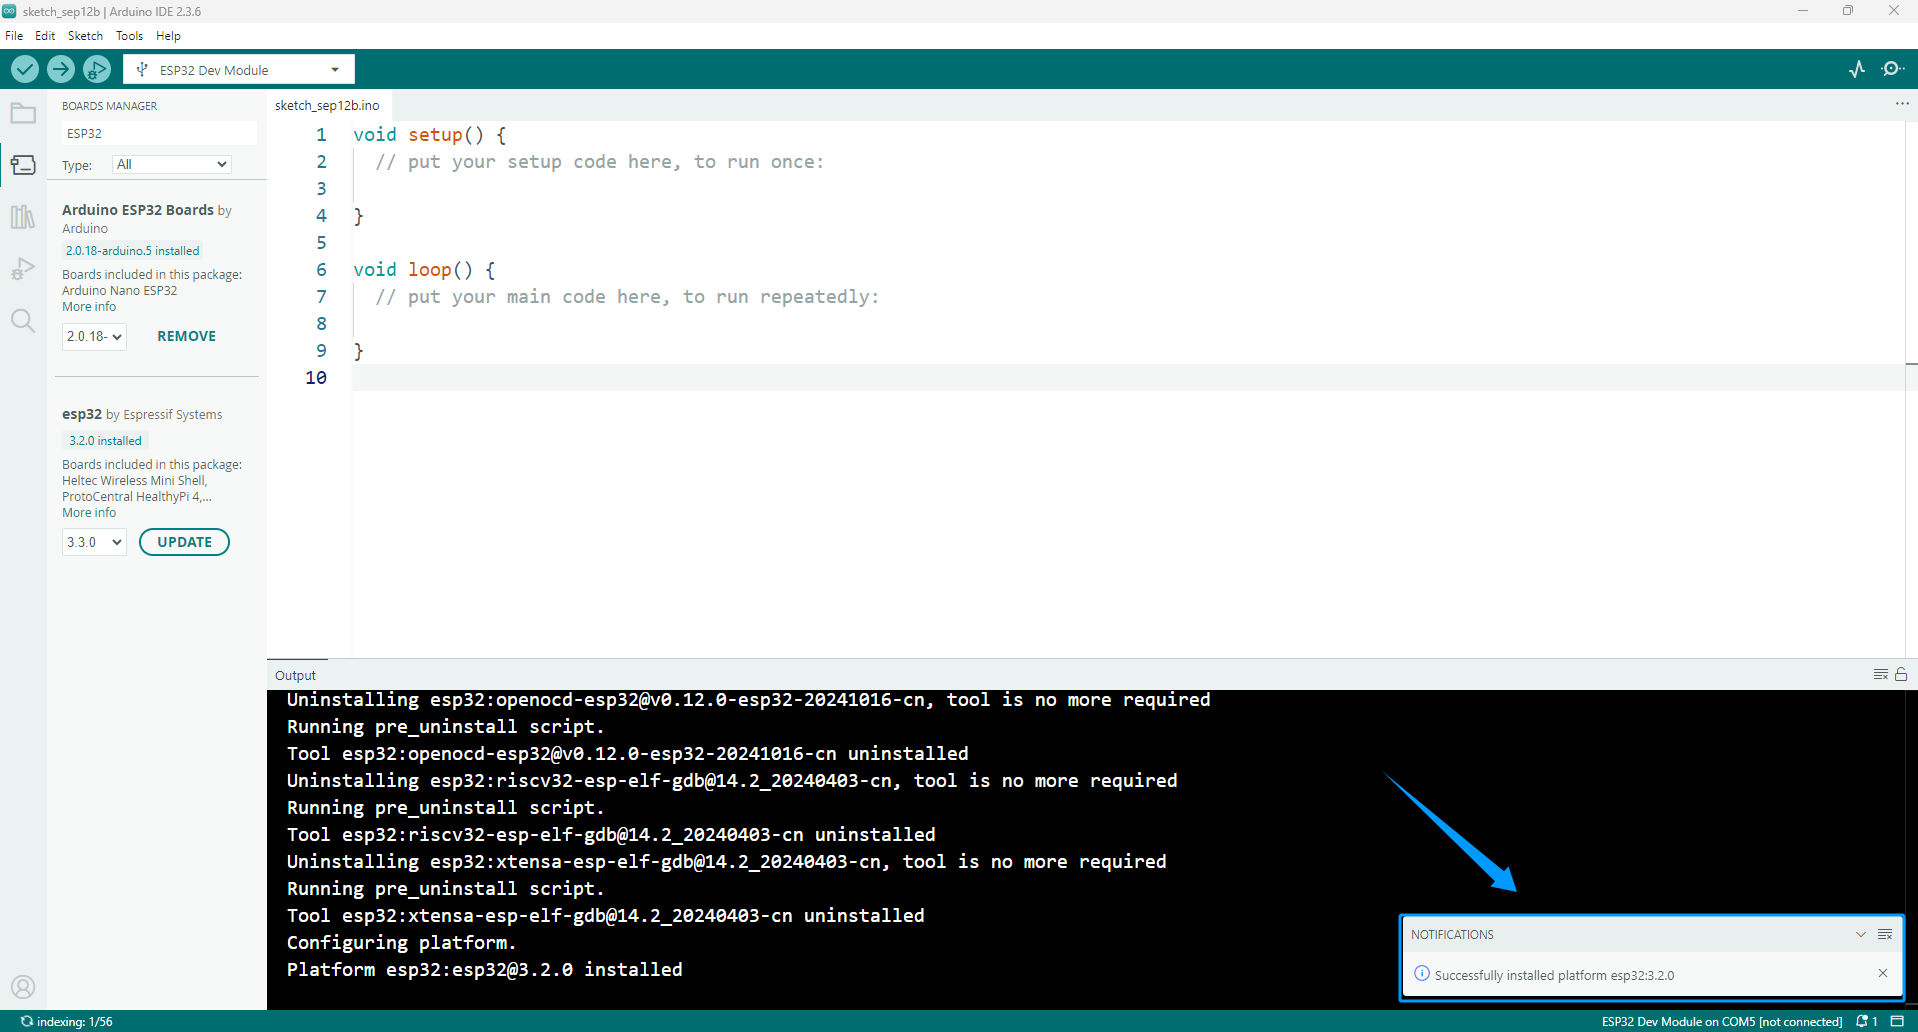 sketch_sep12b | Arduino IDE 2.3.6
File Edit Sketch Tools Help
ESP32 Dev Module
BOARDS MANAGER
ESP32
Type: All
Arduino ESP32 Boards by
Arduino
2.0.18-arduino.5 installed
Boards included in this package:
Arduino Nano ESP32
More info
2.0.18- REMOVE
esp32 by Espressif Systems
3.2.0 installed
Boards included in this package:
Heltec Wireless Mini Shell,
ProtoCentral HealthyPi 4,...
More info
3.3.0 UPDATE
sketch_sep12b.ino
1 void setup() {
2 // put your setup code here, to run once:
3
4 }
5
6 void loop() {
7 // put your main code here, to run repeatedly:
8
9 }
10
Output
Uninstalling esp32:openocd-esp32@v0.12.0-esp32-20241016-cn, tool is no more required
Running pre_uninstall script.
Tool esp32:openocd-esp32@v0.12.0-esp32-20241016-cn uninstalled
Uninstalling esp32:riscv32-esp-elf-gdb@14.2_20240403-cn, tool is no more required
Running pre_uninstall script.
Tool esp32:riscv32-esp-elf-gdb@14.2_20240403-cn uninstalled
Uninstalling esp32:xtensa-esp-elf-gdb@14.2_20240403-cn, tool is no more required
Running pre_uninstall script.
Tool esp32:xtensa-esp-elf-gdb@14.2_20240403-cn uninstalled
Configuring platform.
Platform esp32:esp32@3.2.0 installed
NOTIFICATIONS
Successfully installed platform esp32:3.2.0
indexing: 1/56
ESP32 Dev Module on COM5 [not connected] 1